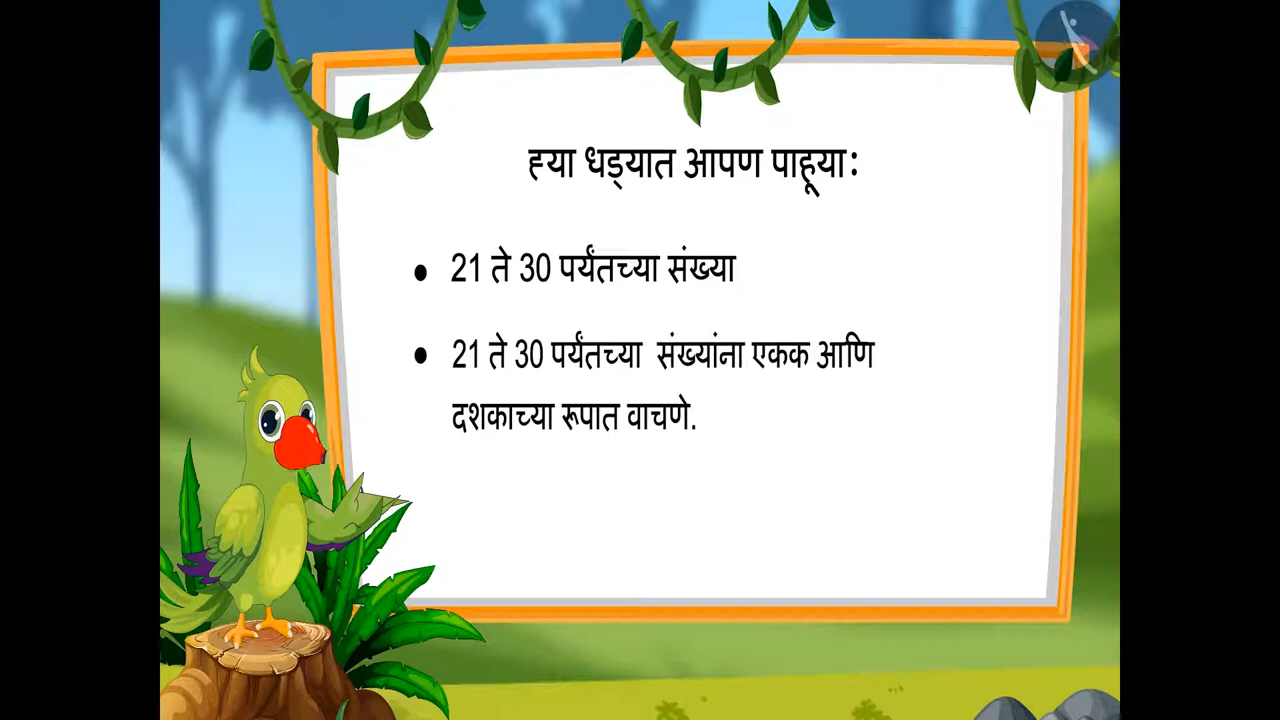 ह्या धड्यात आपण पाहूया:
• 21 ते 30 पर्यंतच्या संख्या
• 21 ते 30 पर्यंतच्या संख्यांना एकक आणि
दशकाच्या रूपात वाचणे.